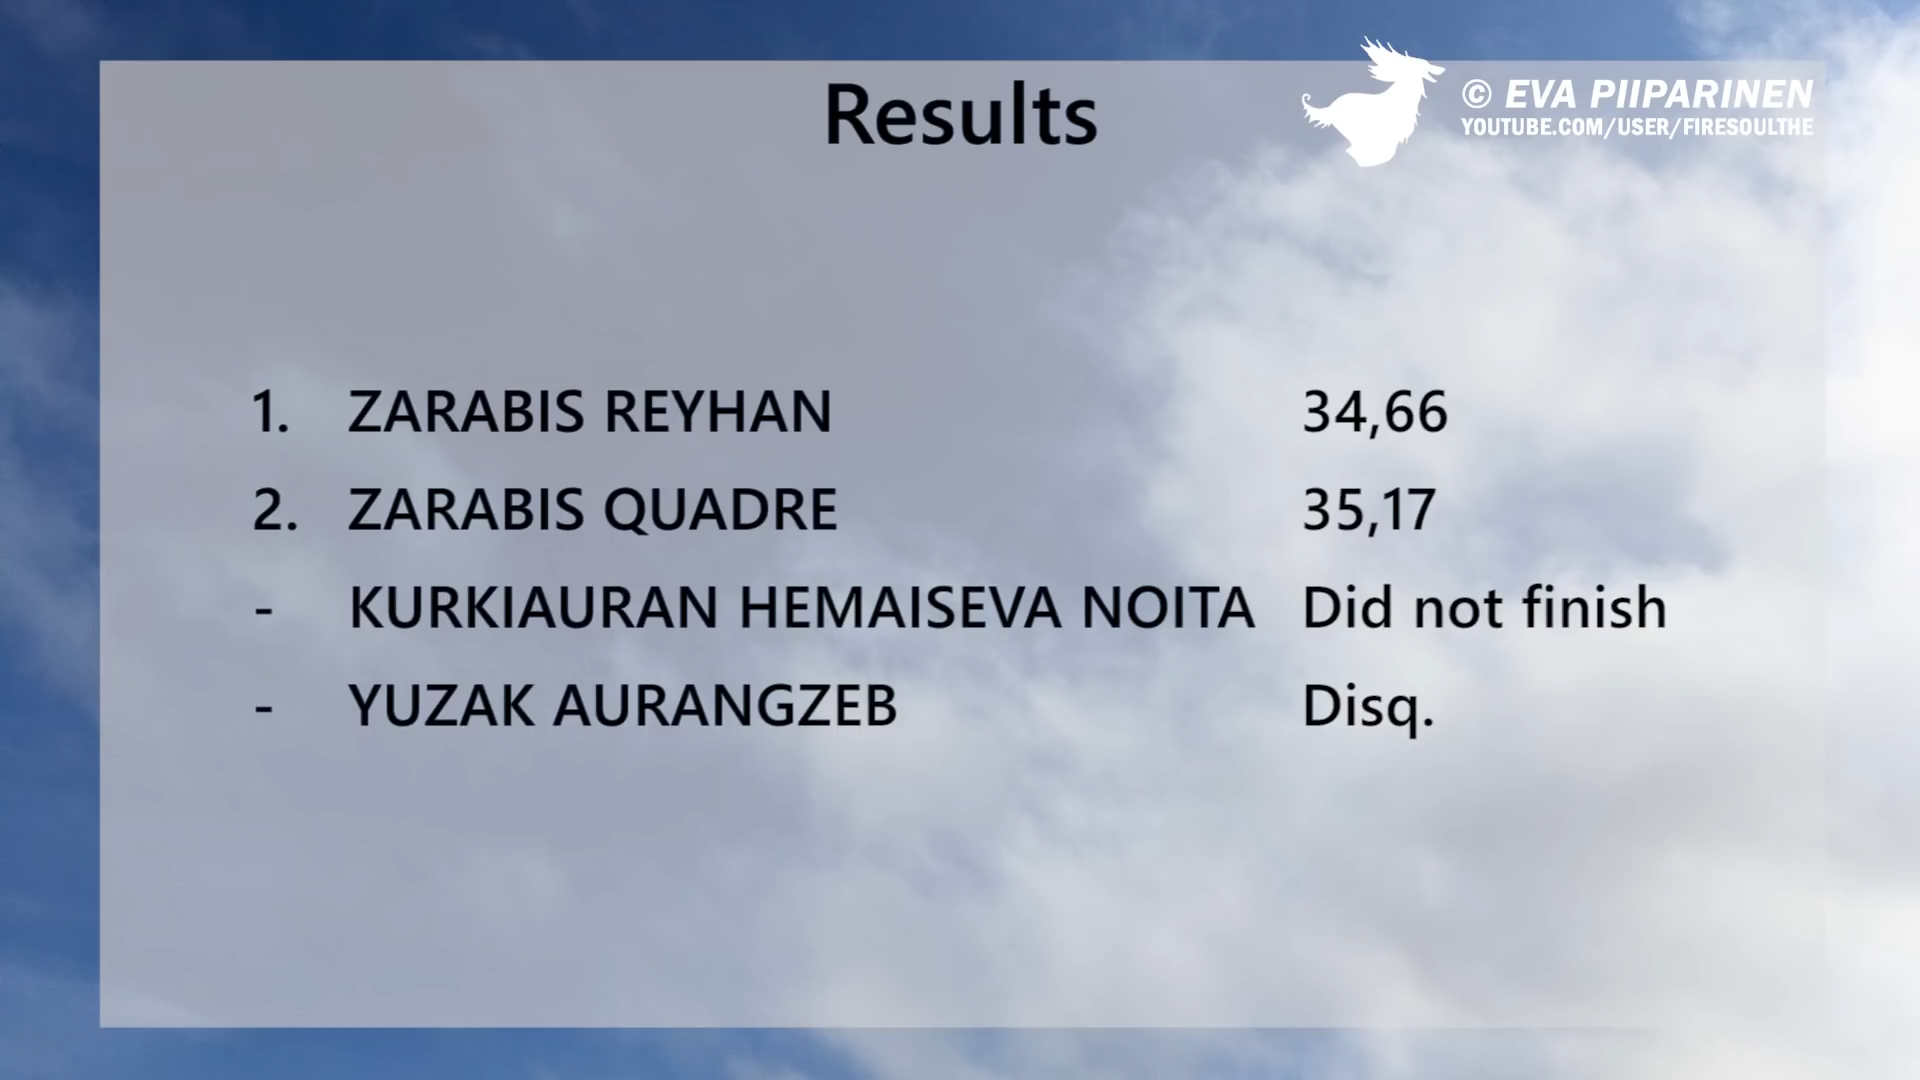 Results
© EVA PIIPARINEN
YOUTUBE.COM/USER/FIRESOULTHE
1. ZARABIS REYHAN 34,66
2. ZARABIS QUADRE 35,17
- KURKIAURAN HEMAISEVA NOITA Did not finish
- YUZAK AURANGZEB Disq.